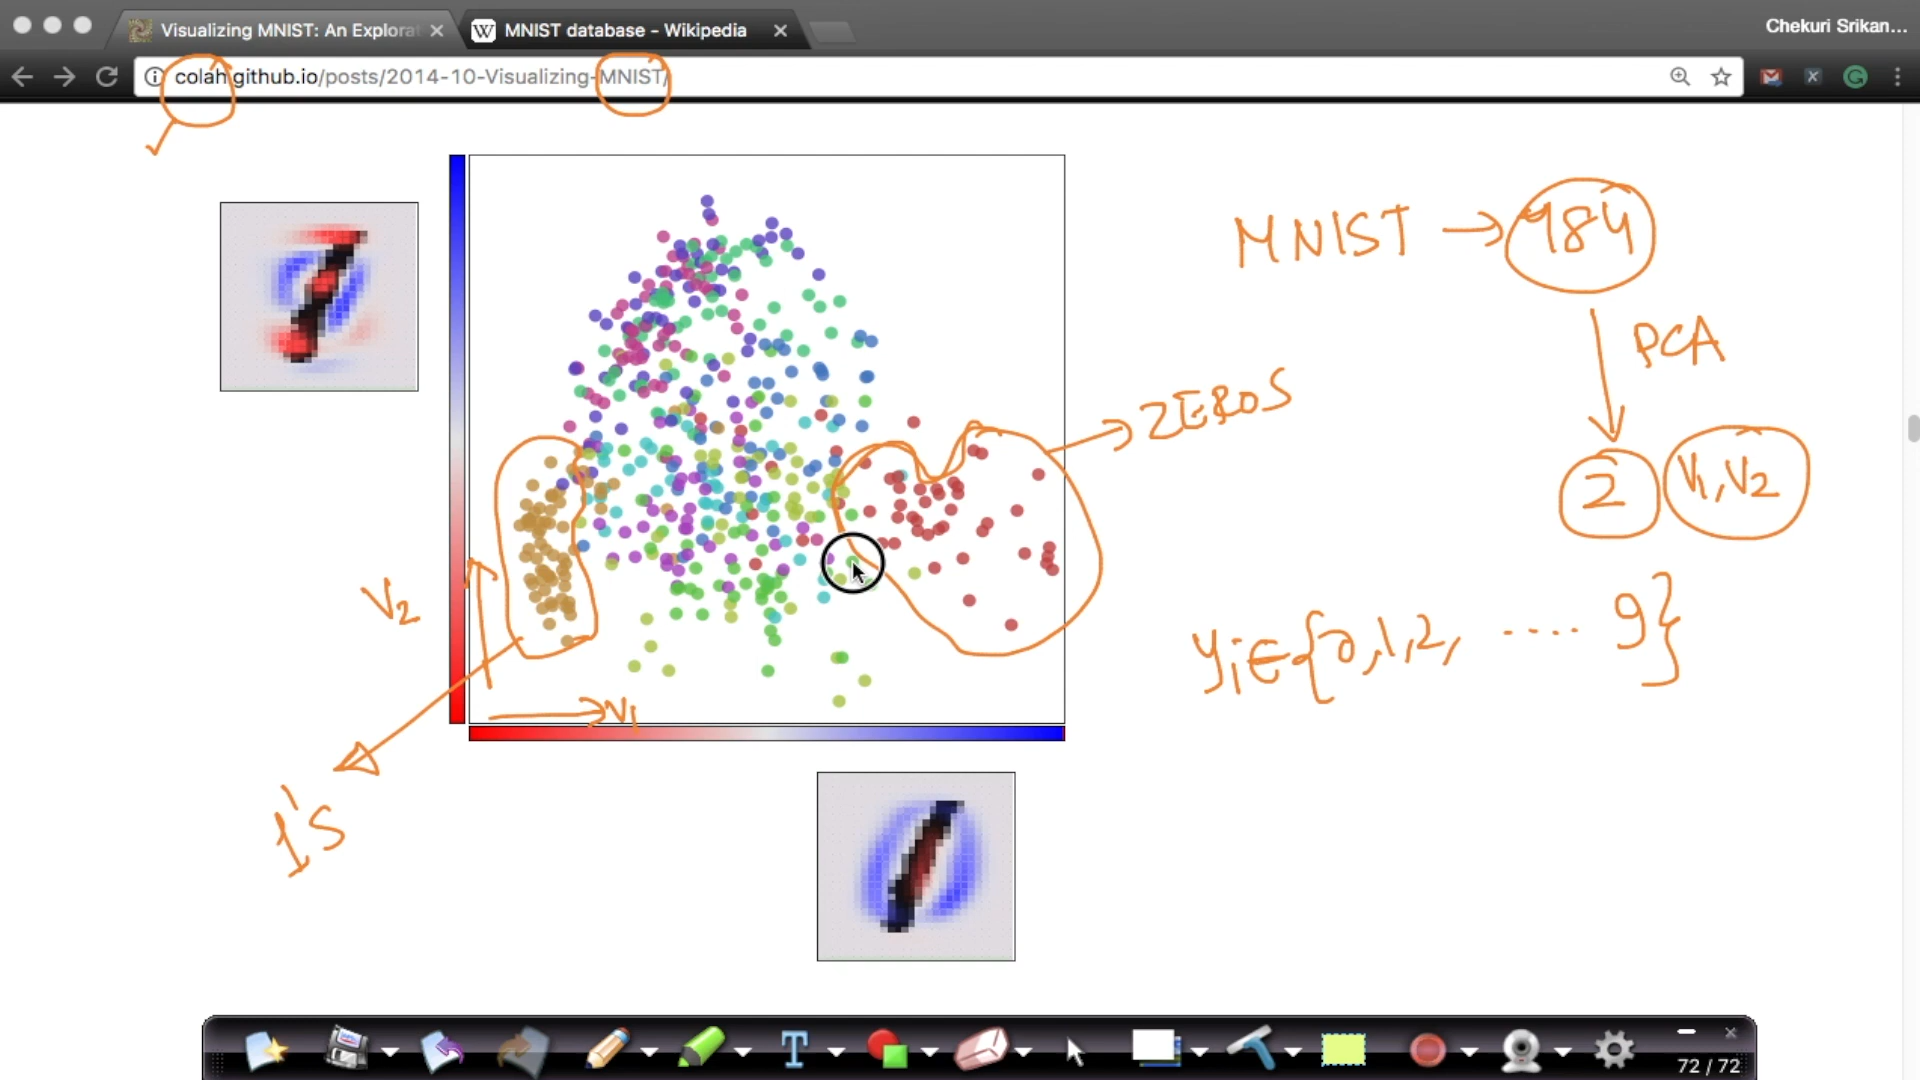 Visualizing MNIST: An Explorat
MNIST database - Wikipedia
Chekuri Srikan...
colah.github.io/posts/2014-10-Visualizing-MNIST/
MNIST → 784
PCA
ZEROS
2 V1, V2
V2
yi ∈ {0, 1, 2, .... 9}
V1
1's
72 / 72